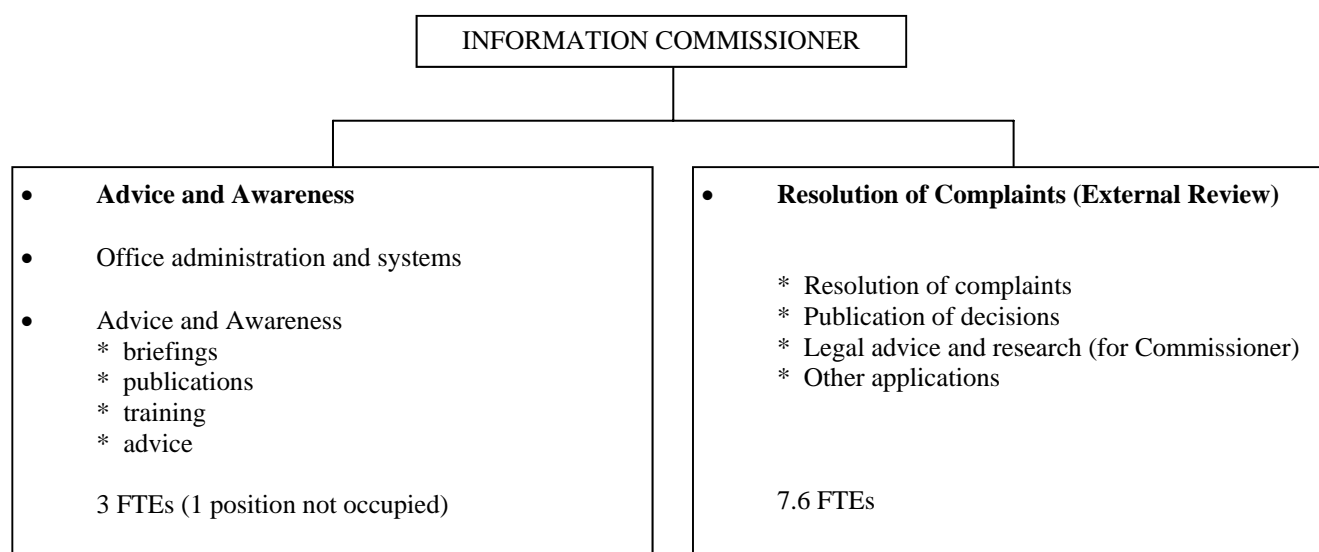 INFORMATION COMMISSIONER
• Advice and Awareness
• Office administration and systems
• Advice and Awareness
* briefings
* publications
* training
* advice
3 FTEs (1 position not occupied)
• Resolution of Complaints (External Review)
* Resolution of complaints
* Publication of decisions
* Legal advice and research (for Commissioner)
* Other applications
7.6 FTEs